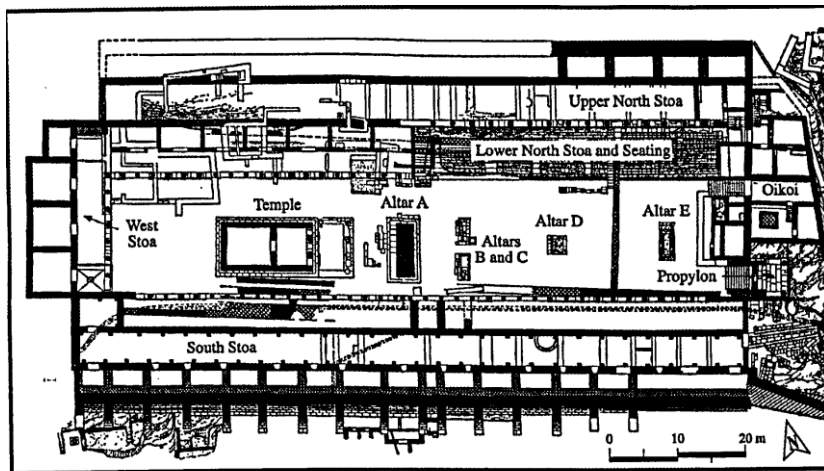 Upper North Stoa
Lower North Stoa and Seating
Oikoi
Temple
Altar A
West
Stoa
Altars
B and C
Altar D
Altar E
Propylon
South Stoa
0 10 20 m
N